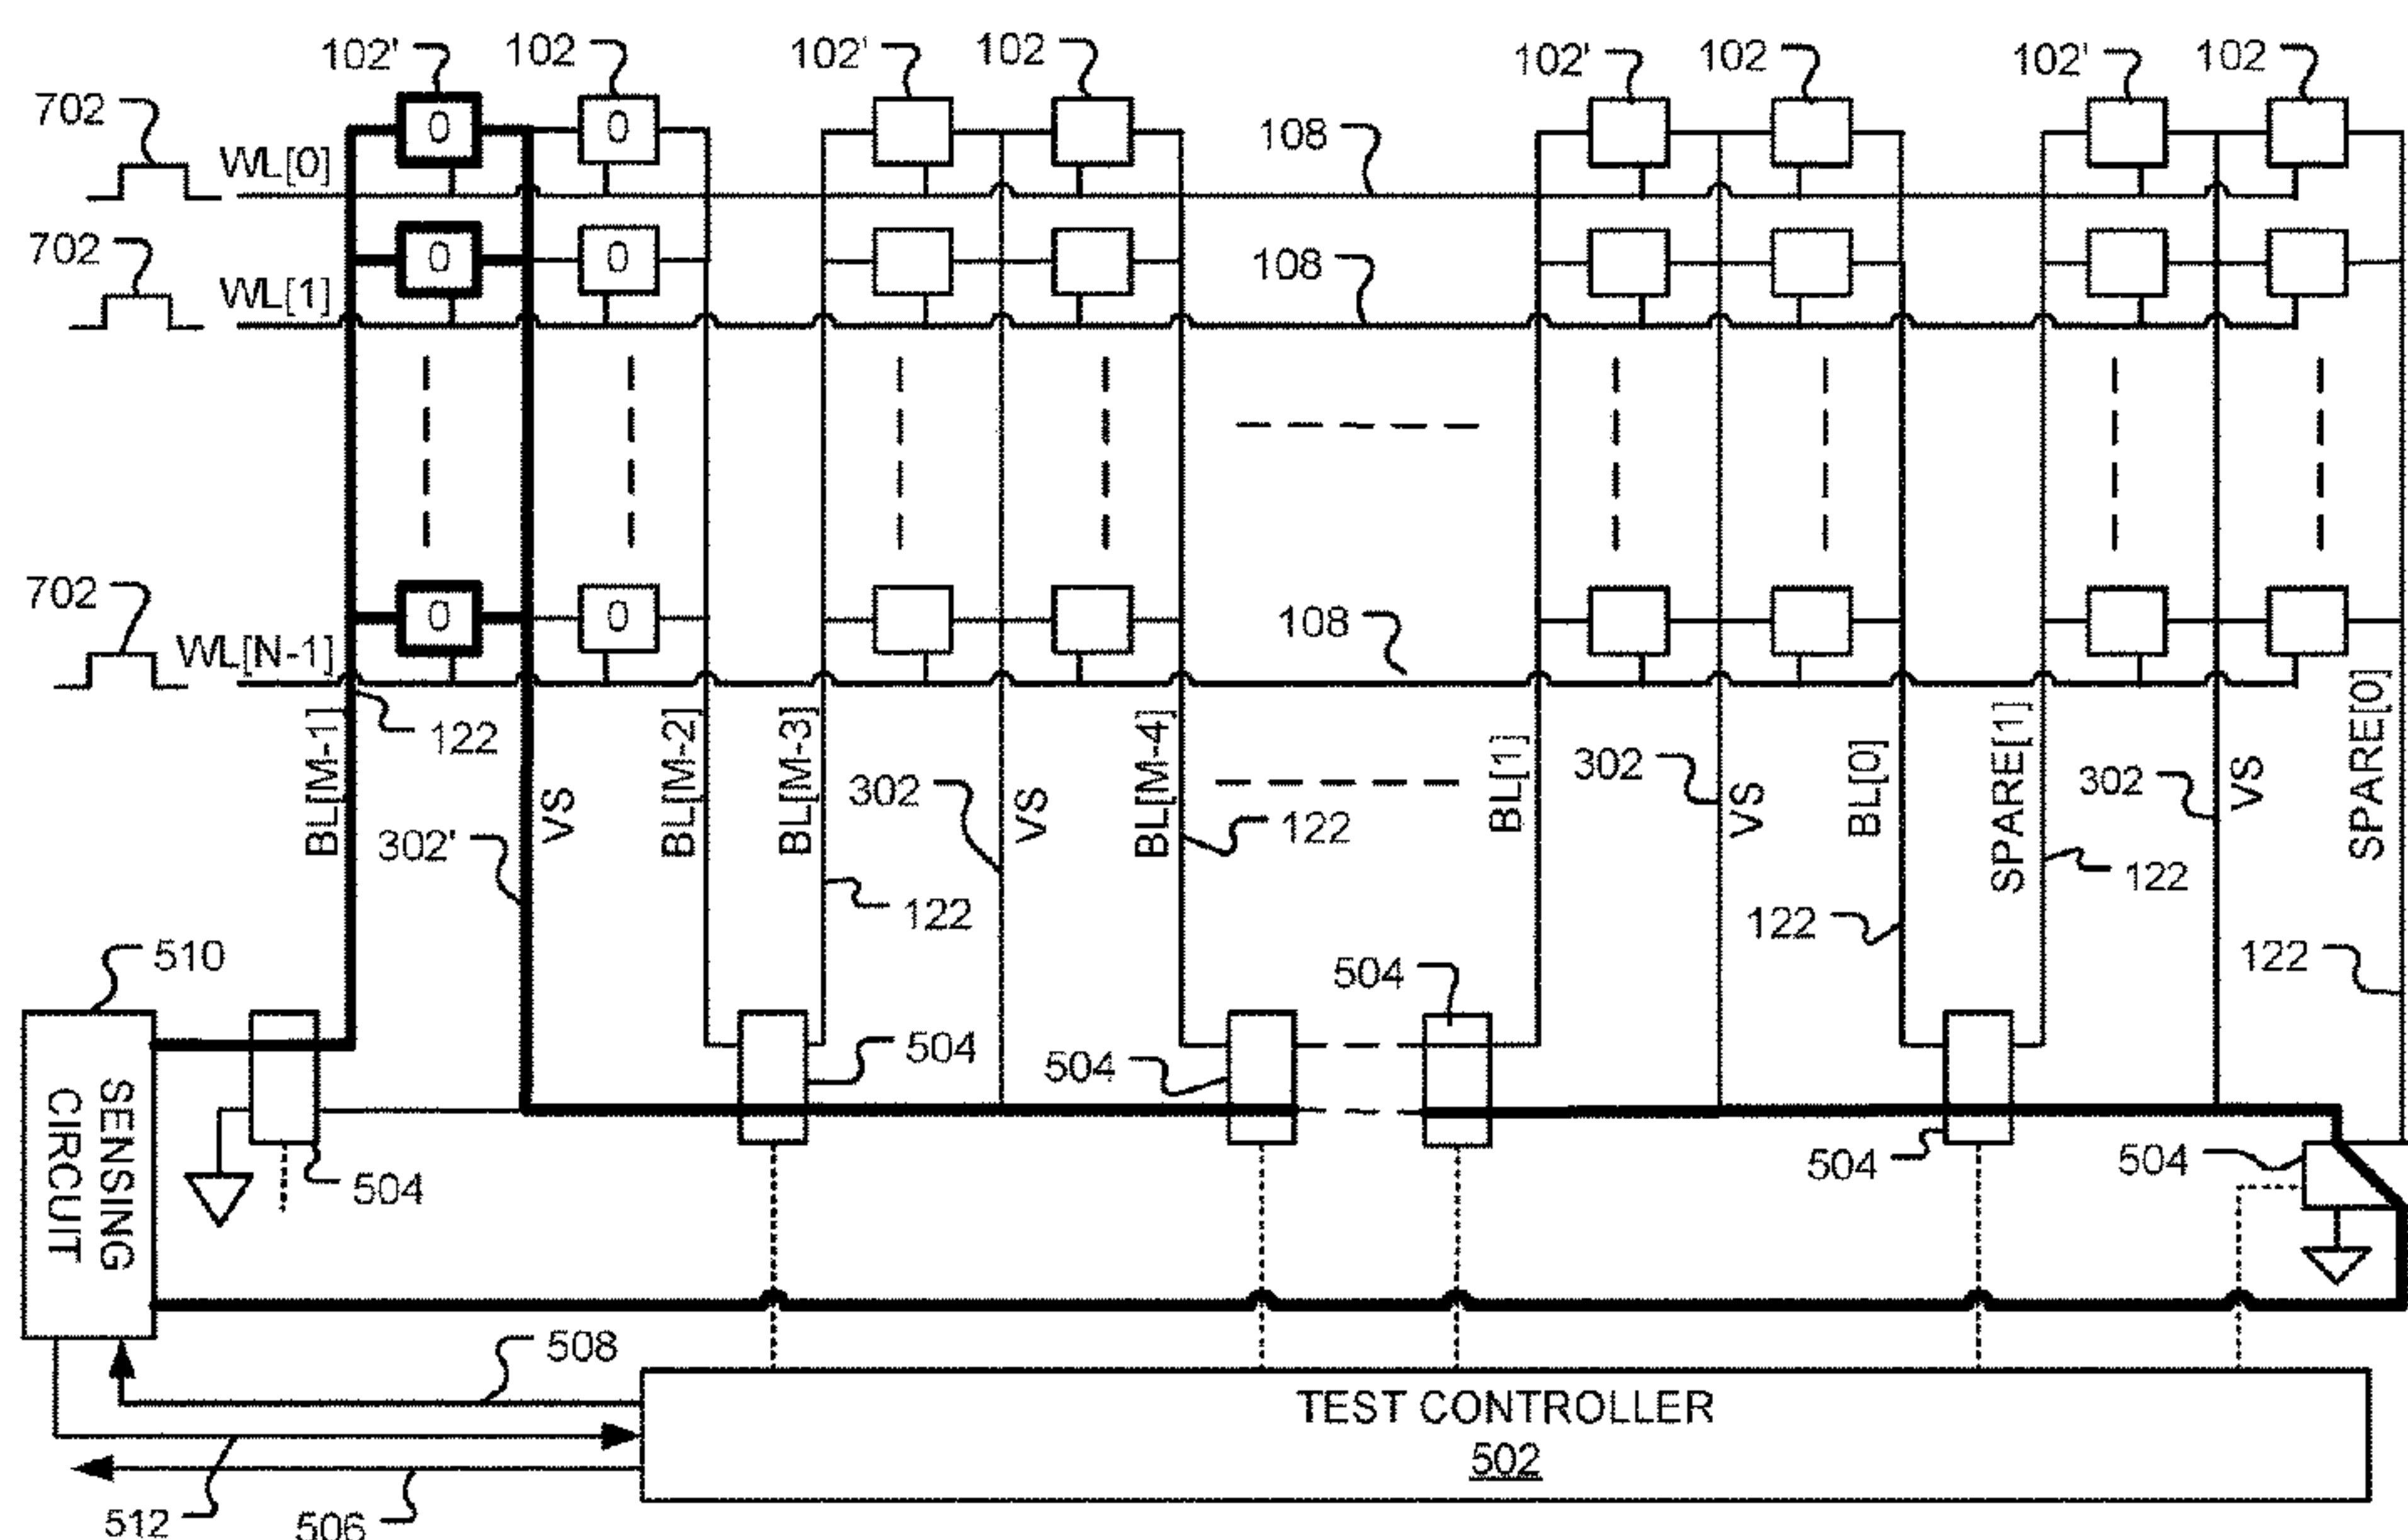 102' 102 102' 102 102' 102 102' 102
702 WL[0] 0 0 108
702 WL[1] 0 0 108
702 WL[N-1] 0 0 108
BL[M-1] 122 302' VS BL[M-2] BL[M-3] 122 302 VS BL[M-4] 122 BL[1] 302 VS BL[0] 122 SPARE[1] 122 302 VS SPARE[0] 122
510 504
504 504 504 504 504
SENSING
CIRCUIT
508
TEST CONTROLLER
502
512 506